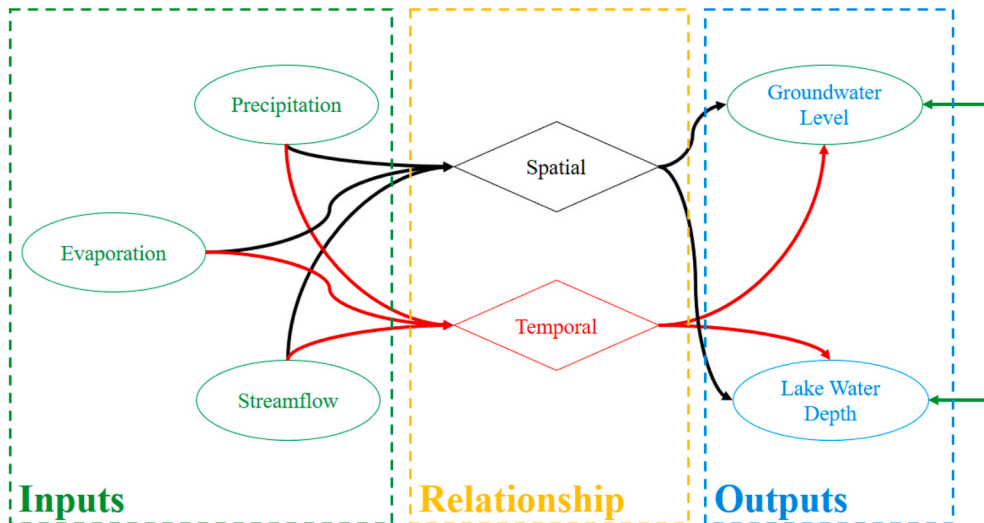 Precipitation
Evaporation
Streamflow
Inputs
Spatial
Temporal
Relationship
Groundwater
Level
Lake Water
Depth
Outputs